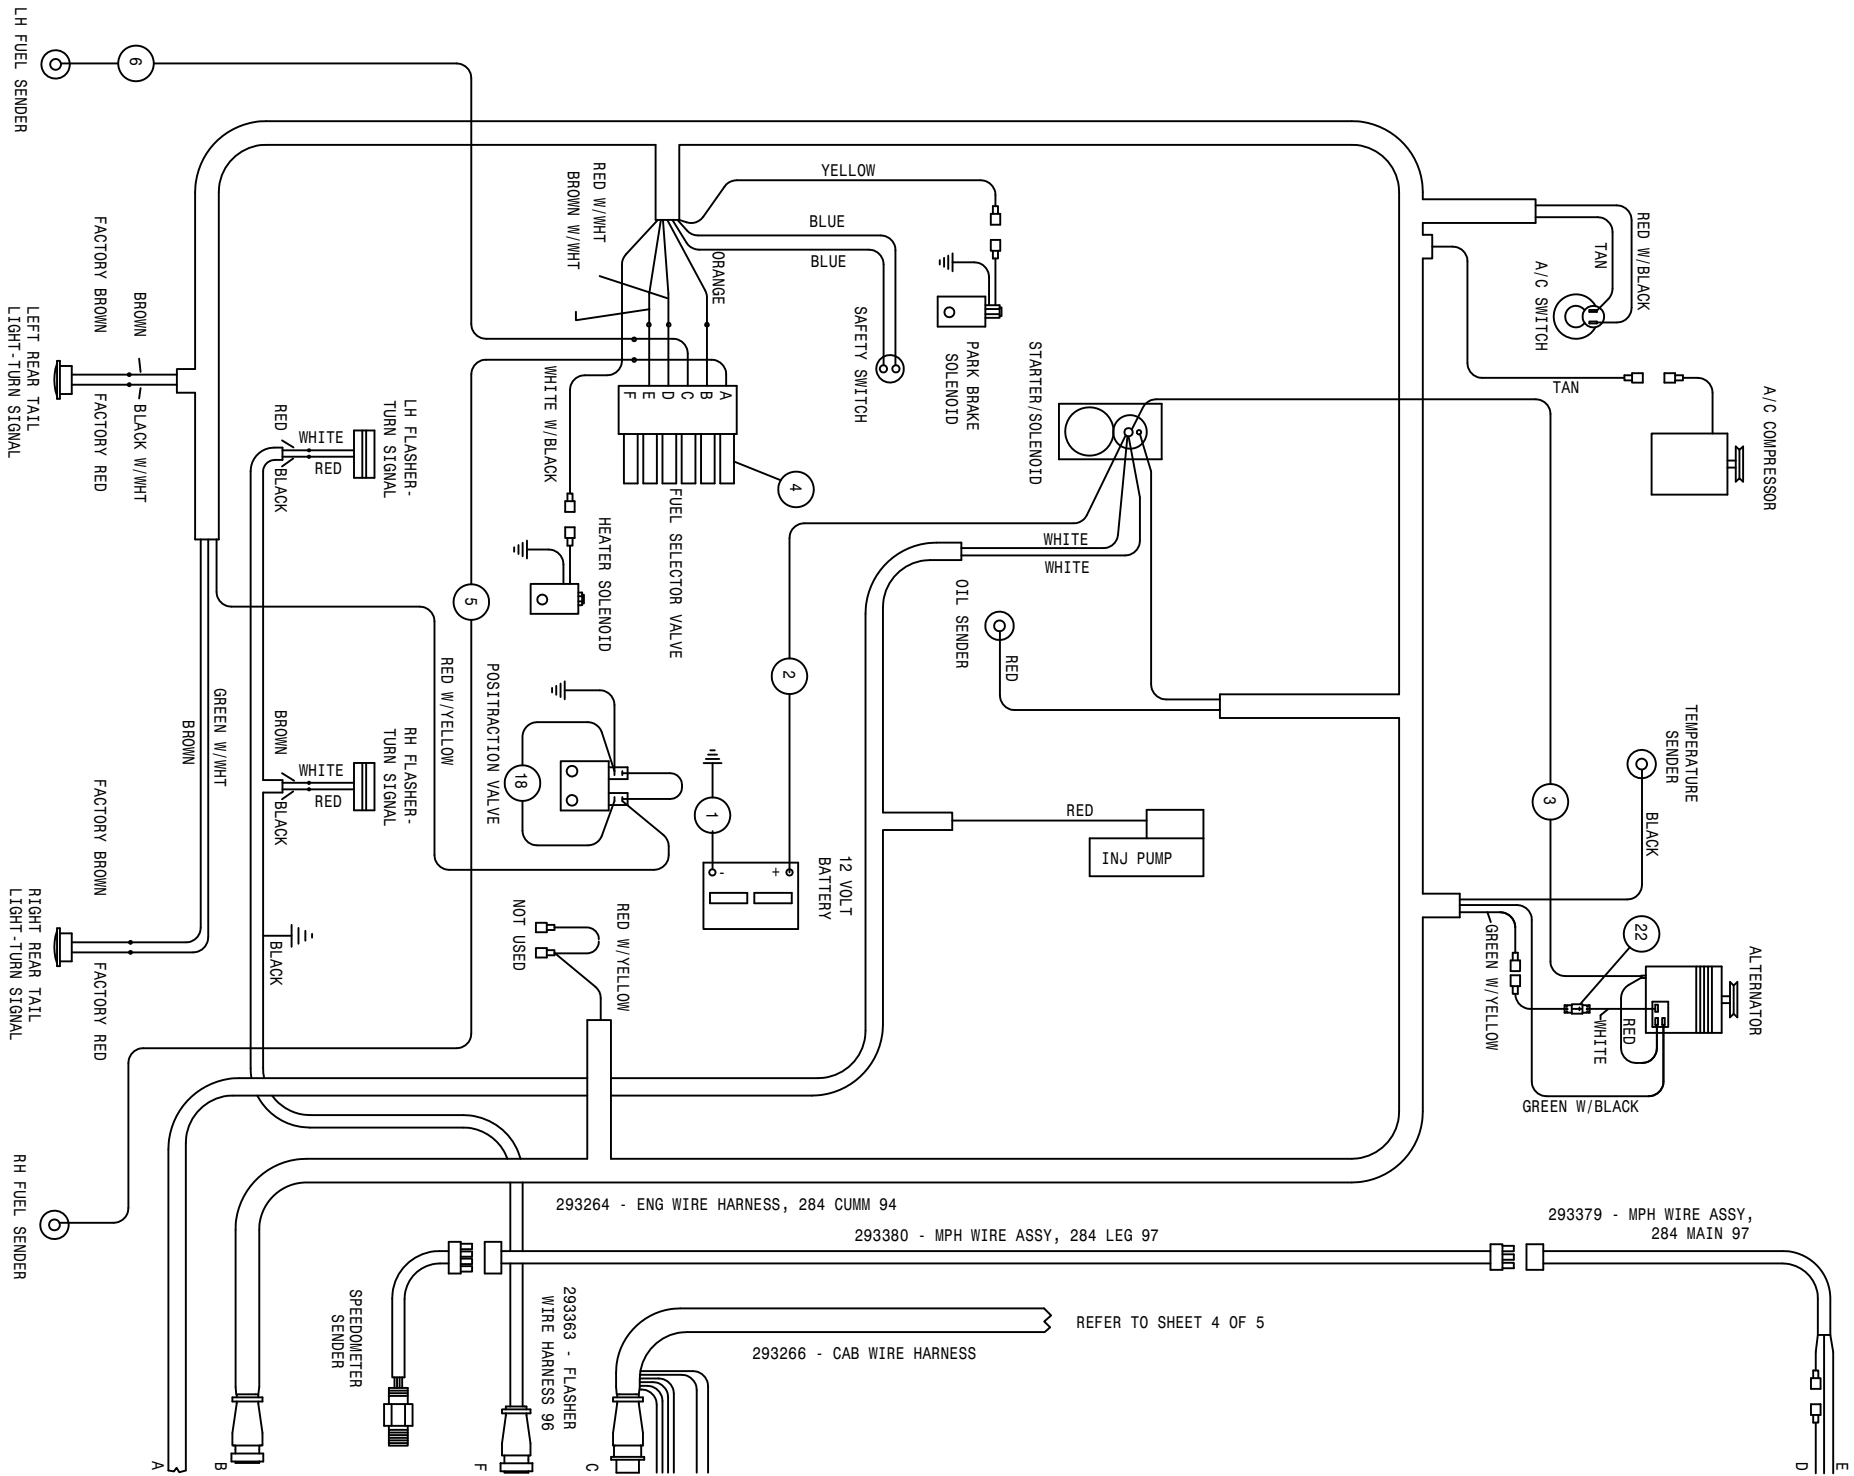 LH FUEL SENDER
6
RED W/WHT
BROWN W/WHT
YELLOW
BLUE
BLUE
ORANGE
SAFETY SWITCH
PARK BRAKE
SOLENOID
STARTER/SOLENOID
RED W/BLACK
TAN
A/C SWITCH
TAN
A/C COMPRESSOR
FACTORY BROWN
BROWN
LEFT REAR TAIL
LIGHT-TURN SIGNAL
FACTORY RED
BLACK W/WHT
RED
WHITE
RED
BLACK
LH FLASHER-
TURN SIGNAL
WHITE W/BLACK
F
E
D
C
B
A
4
FUEL SELECTOR VALVE
HEATER SOLENOID
5
WHITE
WHITE
OIL SENDER
RED
2
3
TEMPERATURE
SENDER
BLACK
RED W/YELLOW
POSITRACTION VALVE
18
1
-
+
12 VOLT
BATTERY
RED
INJ PUMP
GREEN W/WHT
BROWN
BROWN
WHITE
RED
BLACK
RH FLASHER-
TURN SIGNAL
FACTORY BROWN
RIGHT REAR TAIL
LIGHT-TURN SIGNAL
FACTORY RED
BLACK
NOT USED
RED W/YELLOW
22
GREEN W/YELLOW
WHITE
RED
ALTERNATOR
GREEN W/BLACK
RH FUEL SENDER
293264 - ENG WIRE HARNESS, 284 CUMM 94
293380 - MPH WIRE ASSY, 284 LEG 97
293379 - MPH WIRE ASSY,
284 MAIN 97
SPEEDOMETER
SENDER
293363 - FLASHER
WIRE HARNESS 96
REFER TO SHEET 4 OF 5
293266 - CAB WIRE HARNESS
A
B
F
C
D
E